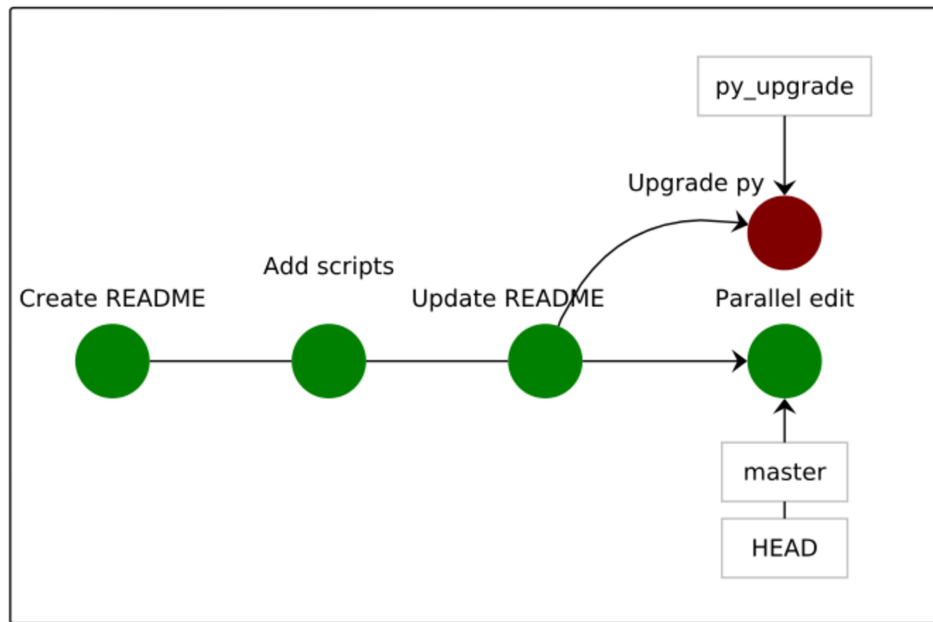 py_upgrade
Upgrade py
Add scripts
Create README
Update README
Parallel edit
master
HEAD